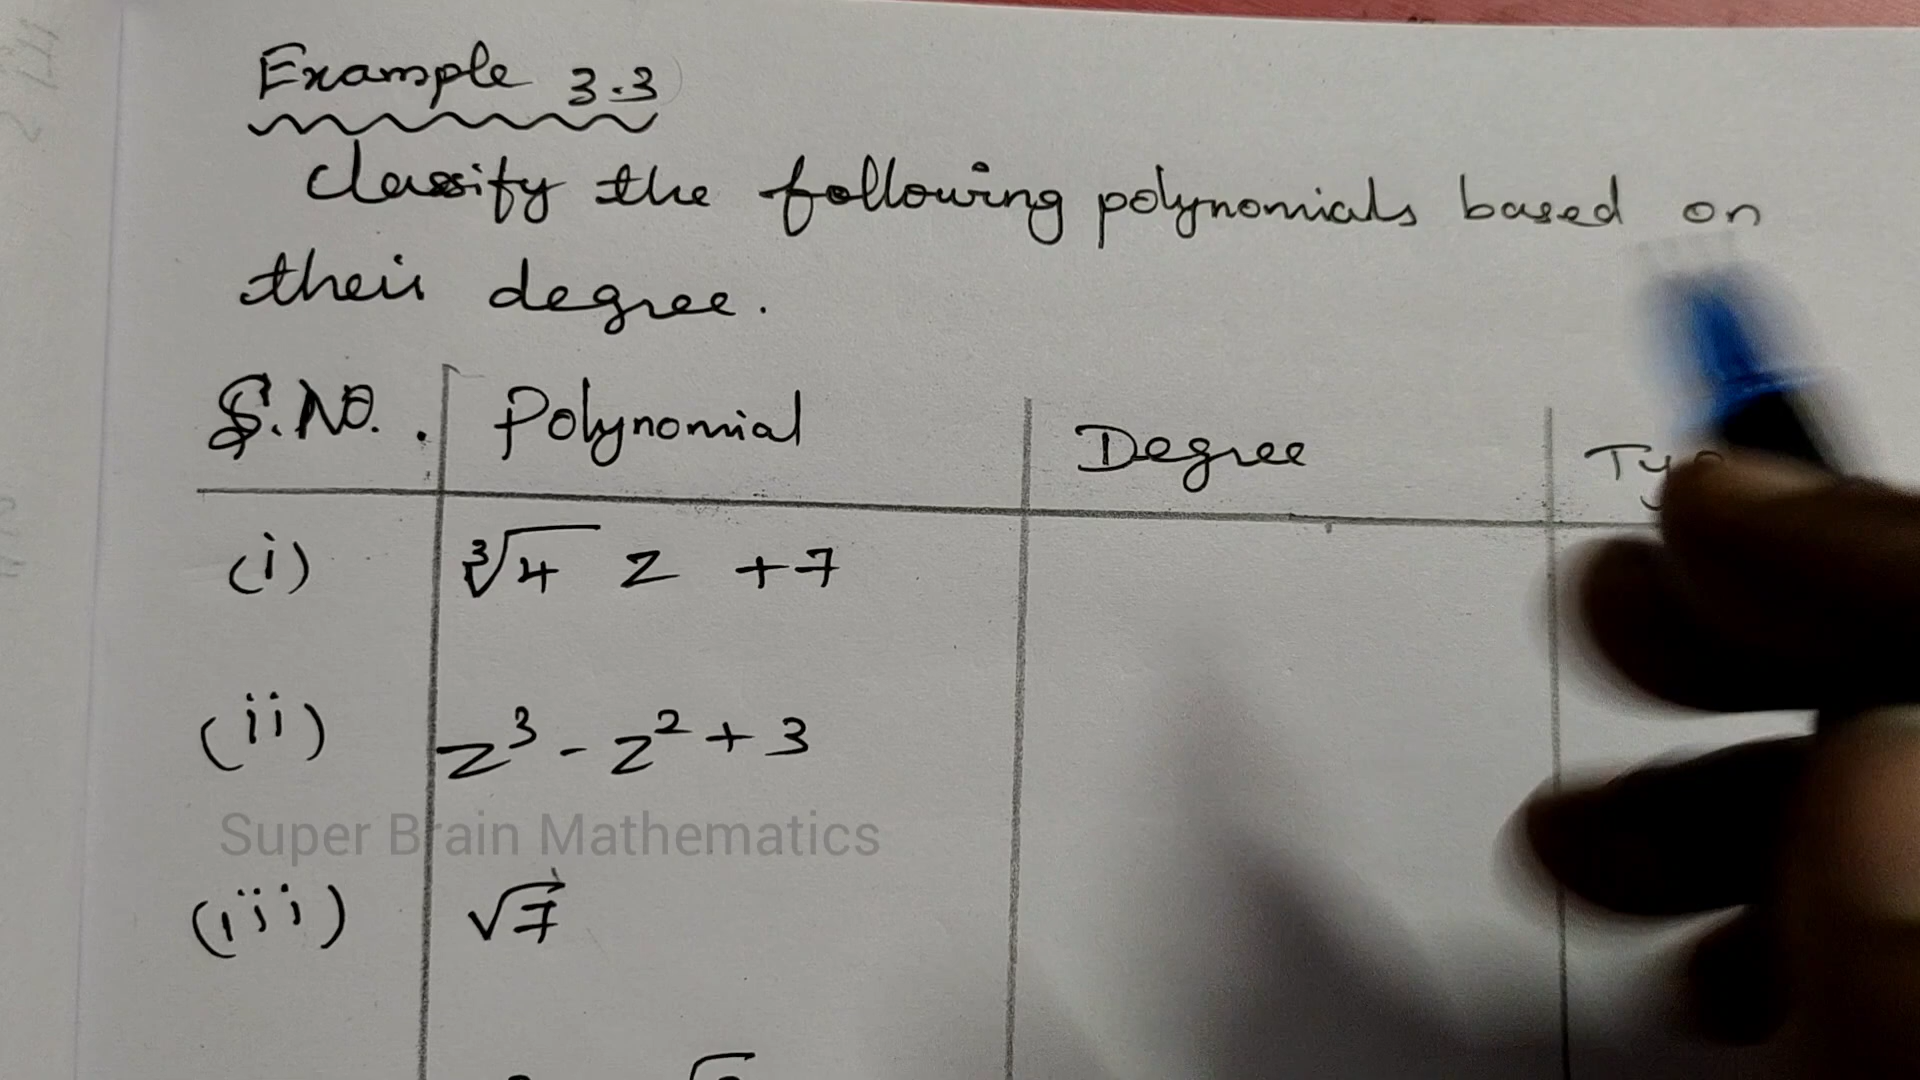 Example 3.3
Classify the following polynomials based on
their degree.
S.No. Polynomial Degree
(i) ∛4 z +7
(ii) z³ - z² + 3
Super Brain Mathematics
(iii) √7